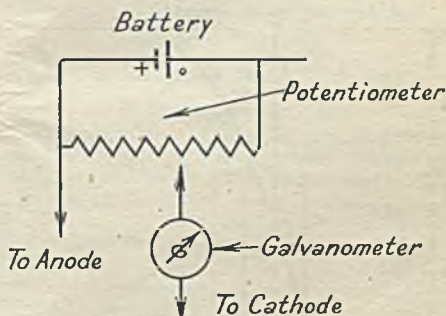 Battery
+ o
Potentiometer
To Anode
Galvanometer
To Cathode